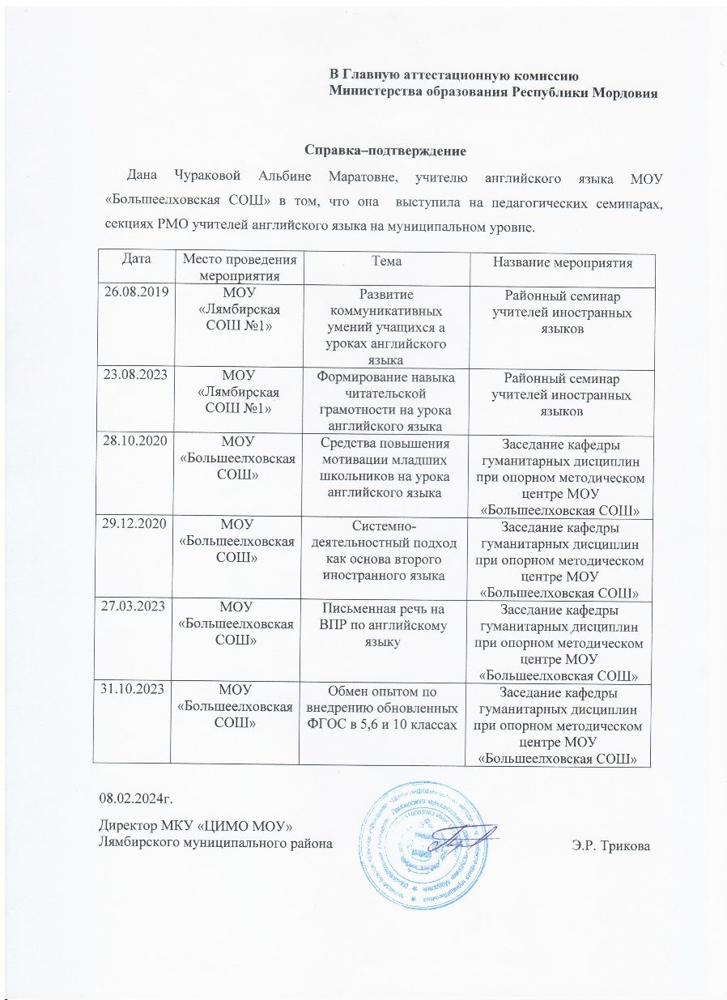 В Главную аттестационную комиссию
Министерства образования Республики Мордовия
Справка–подтверждение
Дана Чураковой Альбине Маратовне, учителю английского языка МОУ
«Большеелховская СОШ» в том, что она выступила на педагогических семинарах,
секциях РМО учителей английского языка на муниципальном уровне.
Дата
Место проведения
мероприятия
Тема
Название мероприятия
26.08.2019
МОУ
«Лямбирская
СОШ №1»
Развитие
коммуникативных
умений учащихся а
уроках английского
языка
Районный семинар
учителей иностранных
языков
23.08.2023
МОУ
«Лямбирская
СОШ №1»
Формирование навыка
читательской
грамотности на урока
английского языка
Районный семинар
учителей иностранных
языков
28.10.2020
МОУ
«Большеелховская
СОШ»
Средства повышения
мотивации младших
школьников на урока
английского языка
Заседание кафедры
гуманитарных дисциплин
при опорном методическом
центре МОУ
«Большеелховская СОШ»
29.12.2020
МОУ
«Большеелховская
СОШ»
Системно-
деятельностный подход
как основа второго
иностранного языка
Заседание кафедры
гуманитарных дисциплин
при опорном методическом
центре МОУ
«Большеелховская СОШ»
27.03.2023
МОУ
«Большеелховская
СОШ»
Письменная речь на
ВПР по английскому
языку
Заседание кафедры
гуманитарных дисциплин
при опорном методическом
центре МОУ
«Большеелховская СОШ»
31.10.2023
МОУ
«Большеелховская
СОШ»
Обмен опытом по
внедрению обновленных
ФГОС в 5,6 и 10 классах
Заседание кафедры
гуманитарных дисциплин
при опорном методическом
центре МОУ
«Большеелховская СОШ»
08.02.2024г.
Директор МКУ «ЦИМО МОУ»
Лямбирского муниципального района
Э.Р. Трикова